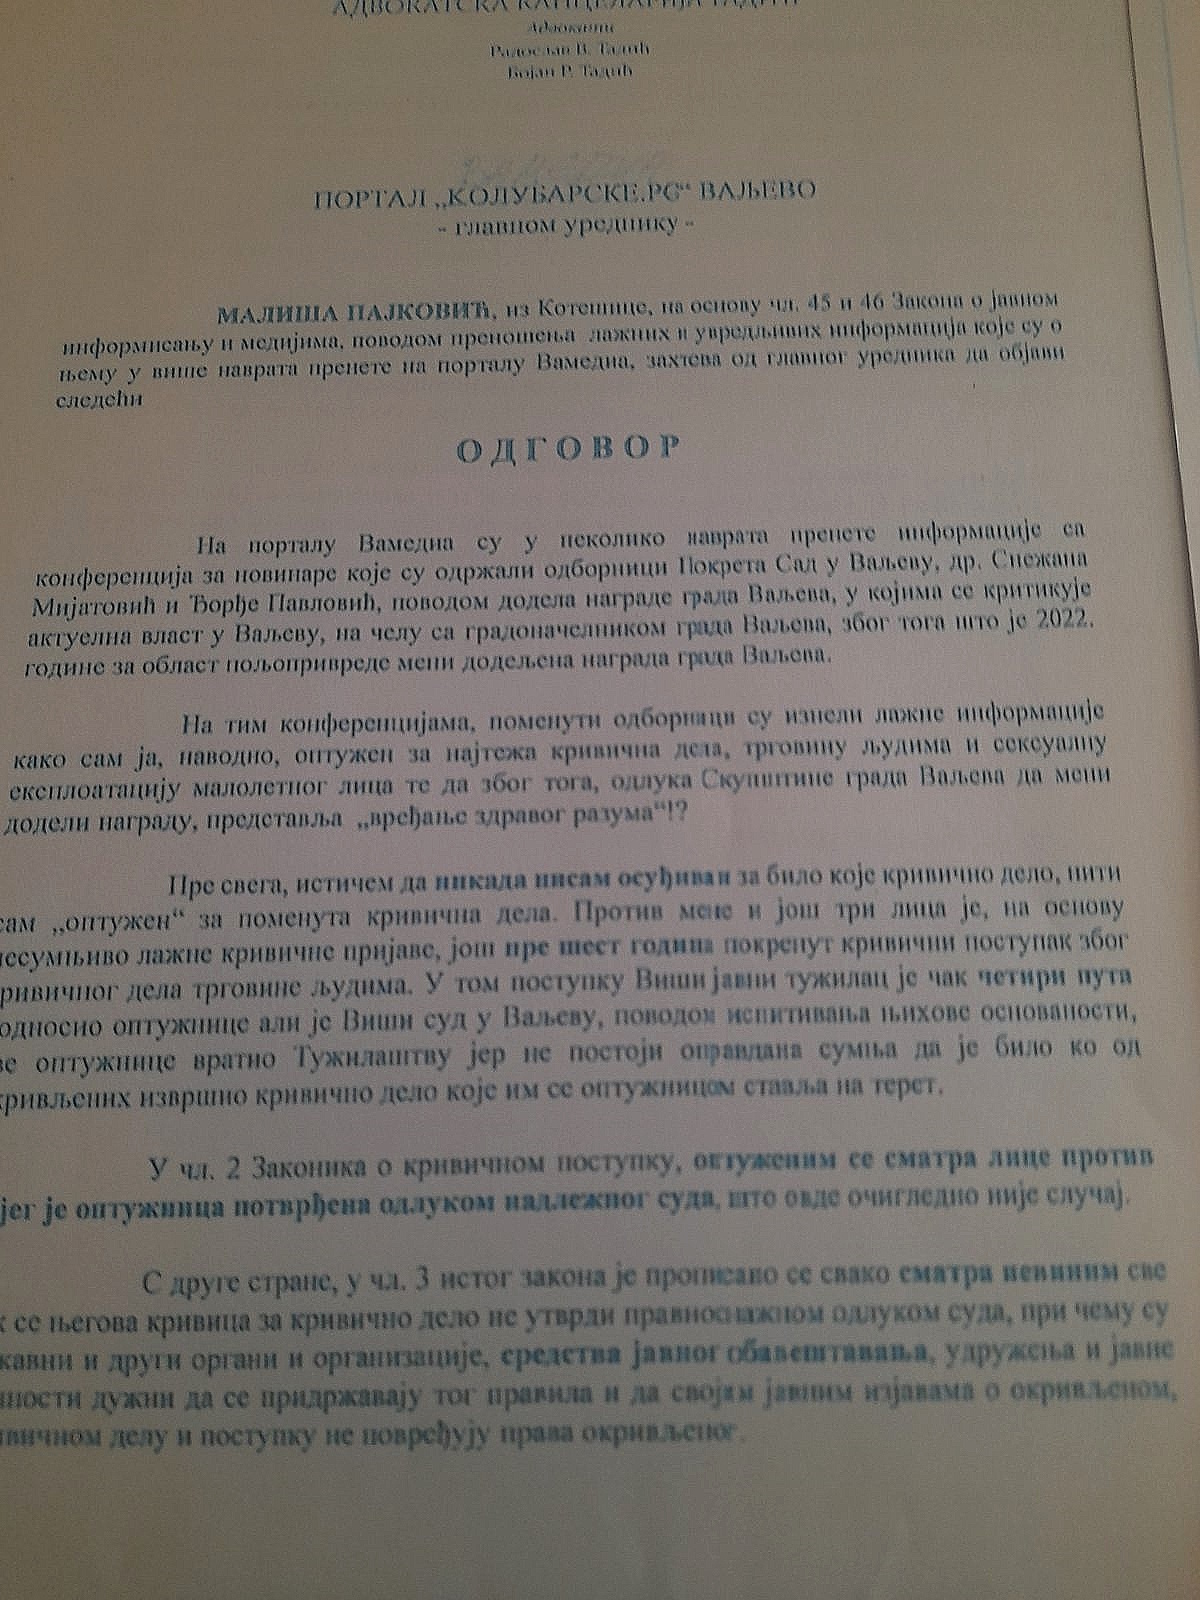 АДВОКАТСКА КАНЦЕЛАРИЈА ТАДИЋ
Адвокати
Радослав В. Тадић
Бојан Р. Тадић
ПОРТАЛ „КОЛУБАРСКЕ.РС“ ВАЉЕВО
- главном уреднику -
МАЛИША ПАЈКОВИЋ, из Котешице, на основу чл. 45 и 46 Закона о јавном
информисању и медијима, поводом преношења лажних и увредљивих информација које су о
њему у више наврата пренете на порталу Вамедиа, захтева од главног уредника да објави
следећи
ОДГОВОР
На порталу Вамедиа су у неколико наврата пренете информације са
конференција за новинаре које су одржали одборници Покрета Сад у Ваљеву, др. Снежана
Мијатовић и Ђорђе Павловић, поводом додела награде града Ваљева, у којима се критикује
актуелна власт у Ваљеву, на челу са градоначелником града Ваљева, због тога што је 2022.
године за област пољопривреде мени додељена награда града Ваљева.
На тим конференцијама, поменути одборници су изнели лажне информације
како сам ја, наводно, оптужен за најтежа кривична дела, трговину људима и сексуалну
експлоатацију малолетног лица те да због тога, одлука Скупштине града Ваљева да мени
додели награду, представља „вређање здравог разума“!?
Пре свега, истичем да никада нисам осуђиван за било које кривично дело, нити
сам „оптужен“ за поменута кривична дела. Против мене и још три лица је, на основу
несумњиво лажне кривичне пријаве, још пре шест година покренут кривични поступак због
ривичног дела трговине људима. У том поступку Виши јавни тужилац је чак четири пута
односио оптужнице али је Виши суд у Ваљеву, поводом испитивања њихове основаности,
ве оптужнице вратио Тужилаштву јер не постоји оправдана сумња да је било ко од
кривљених извршио кривично дело које им се оптужницом ставља на терет.
У чл. 2 Законика о кривичном поступку, оптуженим се сматра лице против
јег је оптужница потврђена одлуком надлежног суда, што овде очигледно није случај.
С друге стране, у чл. 3 истог закона је прописано се свако сматра невиним све
к се његова кривица за кривично дело не утврди правноснажном одлуком суда, при чему су
жавни и други органи и организације, средства јавног обавештавања, удружења и јавне
чности дужни да се придржавају тог правила и да својим јавним изјавама о окривљеном,
ивичном делу и поступку не повређују права окривљеног.